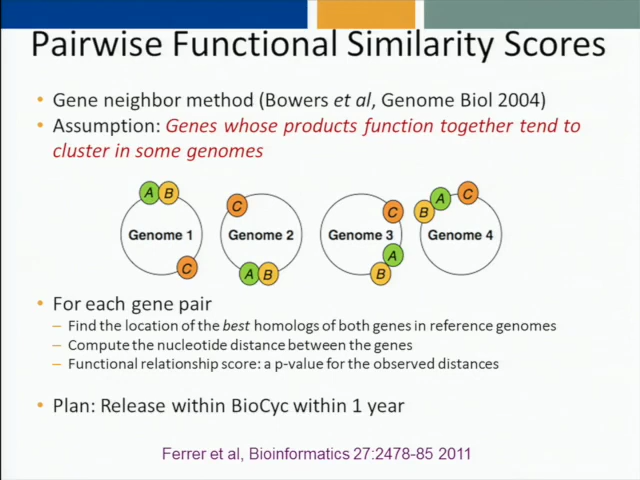 Pairwise Functional Similarity Scores
• Gene neighbor method (Bowers et al, Genome Biol 2004)
• Assumption: Genes whose products function together tend to
cluster in some genomes
A B
Genome 1
C
C
Genome 2
A B
C
Genome 3
A
B
B A C
Genome 4
• For each gene pair
– Find the location of the best homologs of both genes in reference genomes
– Compute the nucleotide distance between the genes
– Functional relationship score: a p-value for the observed distances
• Plan: Release within BioCyc within 1 year
Ferrer et al, Bioinformatics 27:2478-85 2011